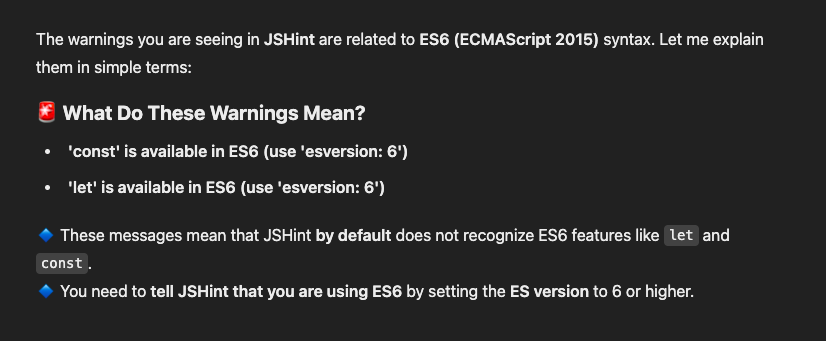 The warnings you are seeing in JSHint are related to ES6 (ECMAScript 2015) syntax. Let me explain
them in simple terms:
🚨 What Do These Warnings Mean?
• 'const' is available in ES6 (use 'esversion: 6')
• 'let' is available in ES6 (use 'esversion: 6')
🔹 These messages mean that JSHint by default does not recognize ES6 features like let and
const.
🔹 You need to tell JSHint that you are using ES6 by setting the ES version to 6 or higher.